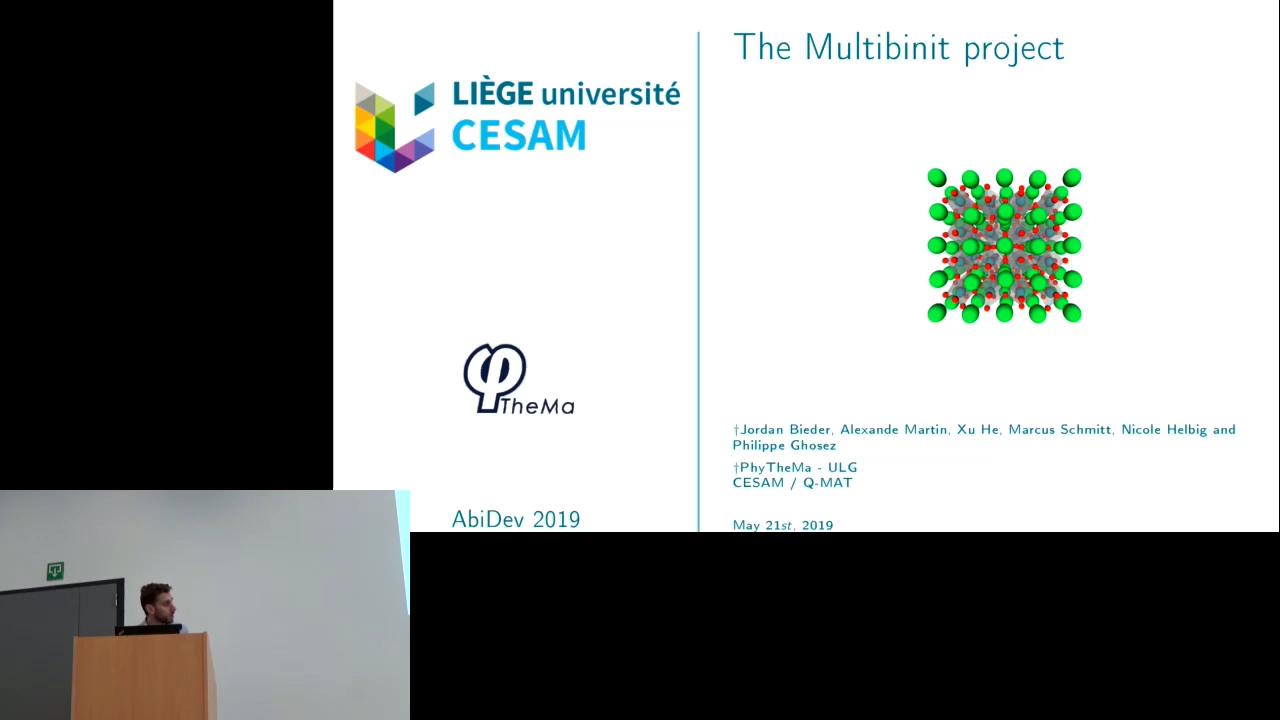 The Multibinit project
LIÈGE université
CESAM
φ
TheMa
†Jordan Bieder, Alexande Martin, Xu He, Marcus Schmitt, Nicole Helbig and
Philippe Ghosez
†PhyTheMa - ULG
CESAM / Q-MAT
AbiDev 2019
May 21st, 2019